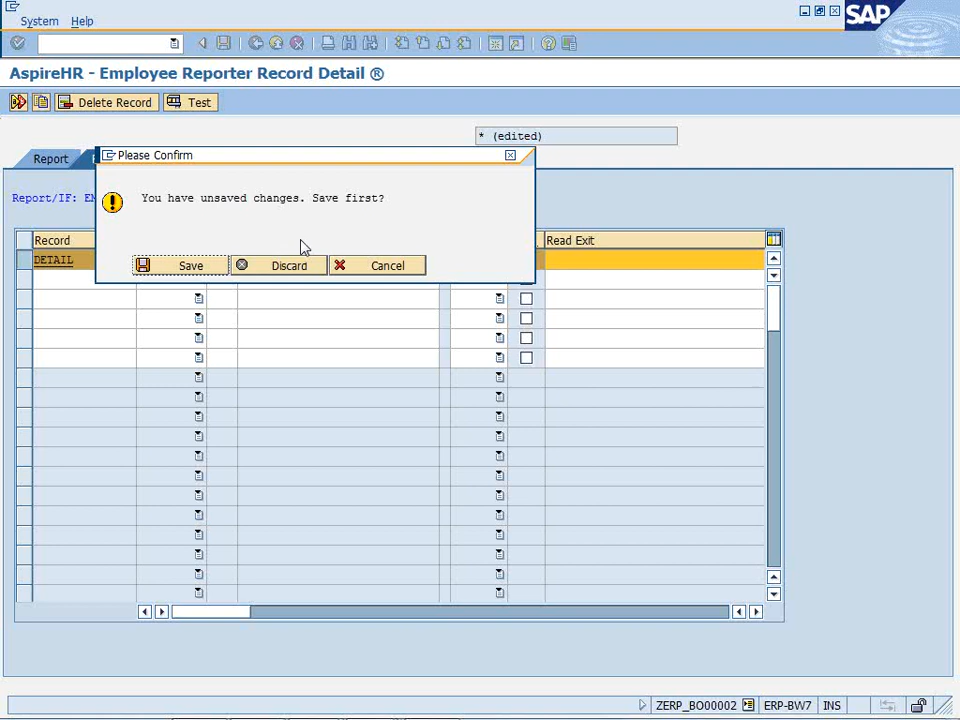 System Help
SAP
AspireHR - Employee Reporter Record Detail ®
Delete Record Test
* (edited)
Report
Please Confirm
Report/IF:
You have unsaved changes. Save first?
Record
Read Exit
Save Discard Cancel
DETAIL
ZERP_BO00002 ERP-BW7 INS